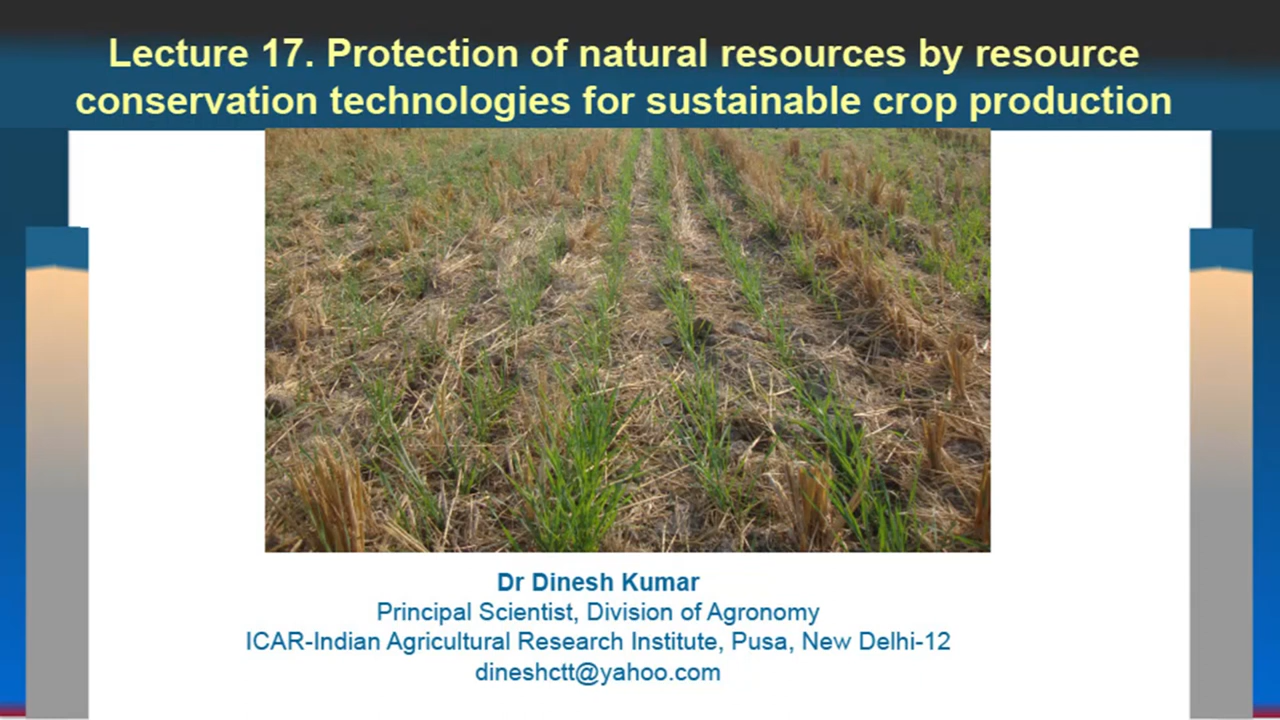 Lecture 17. Protection of natural resources by resource
conservation technologies for sustainable crop production
Dr Dinesh Kumar
Principal Scientist, Division of Agronomy
ICAR-Indian Agricultural Research Institute, Pusa, New Delhi-12
dineshctt@yahoo.com